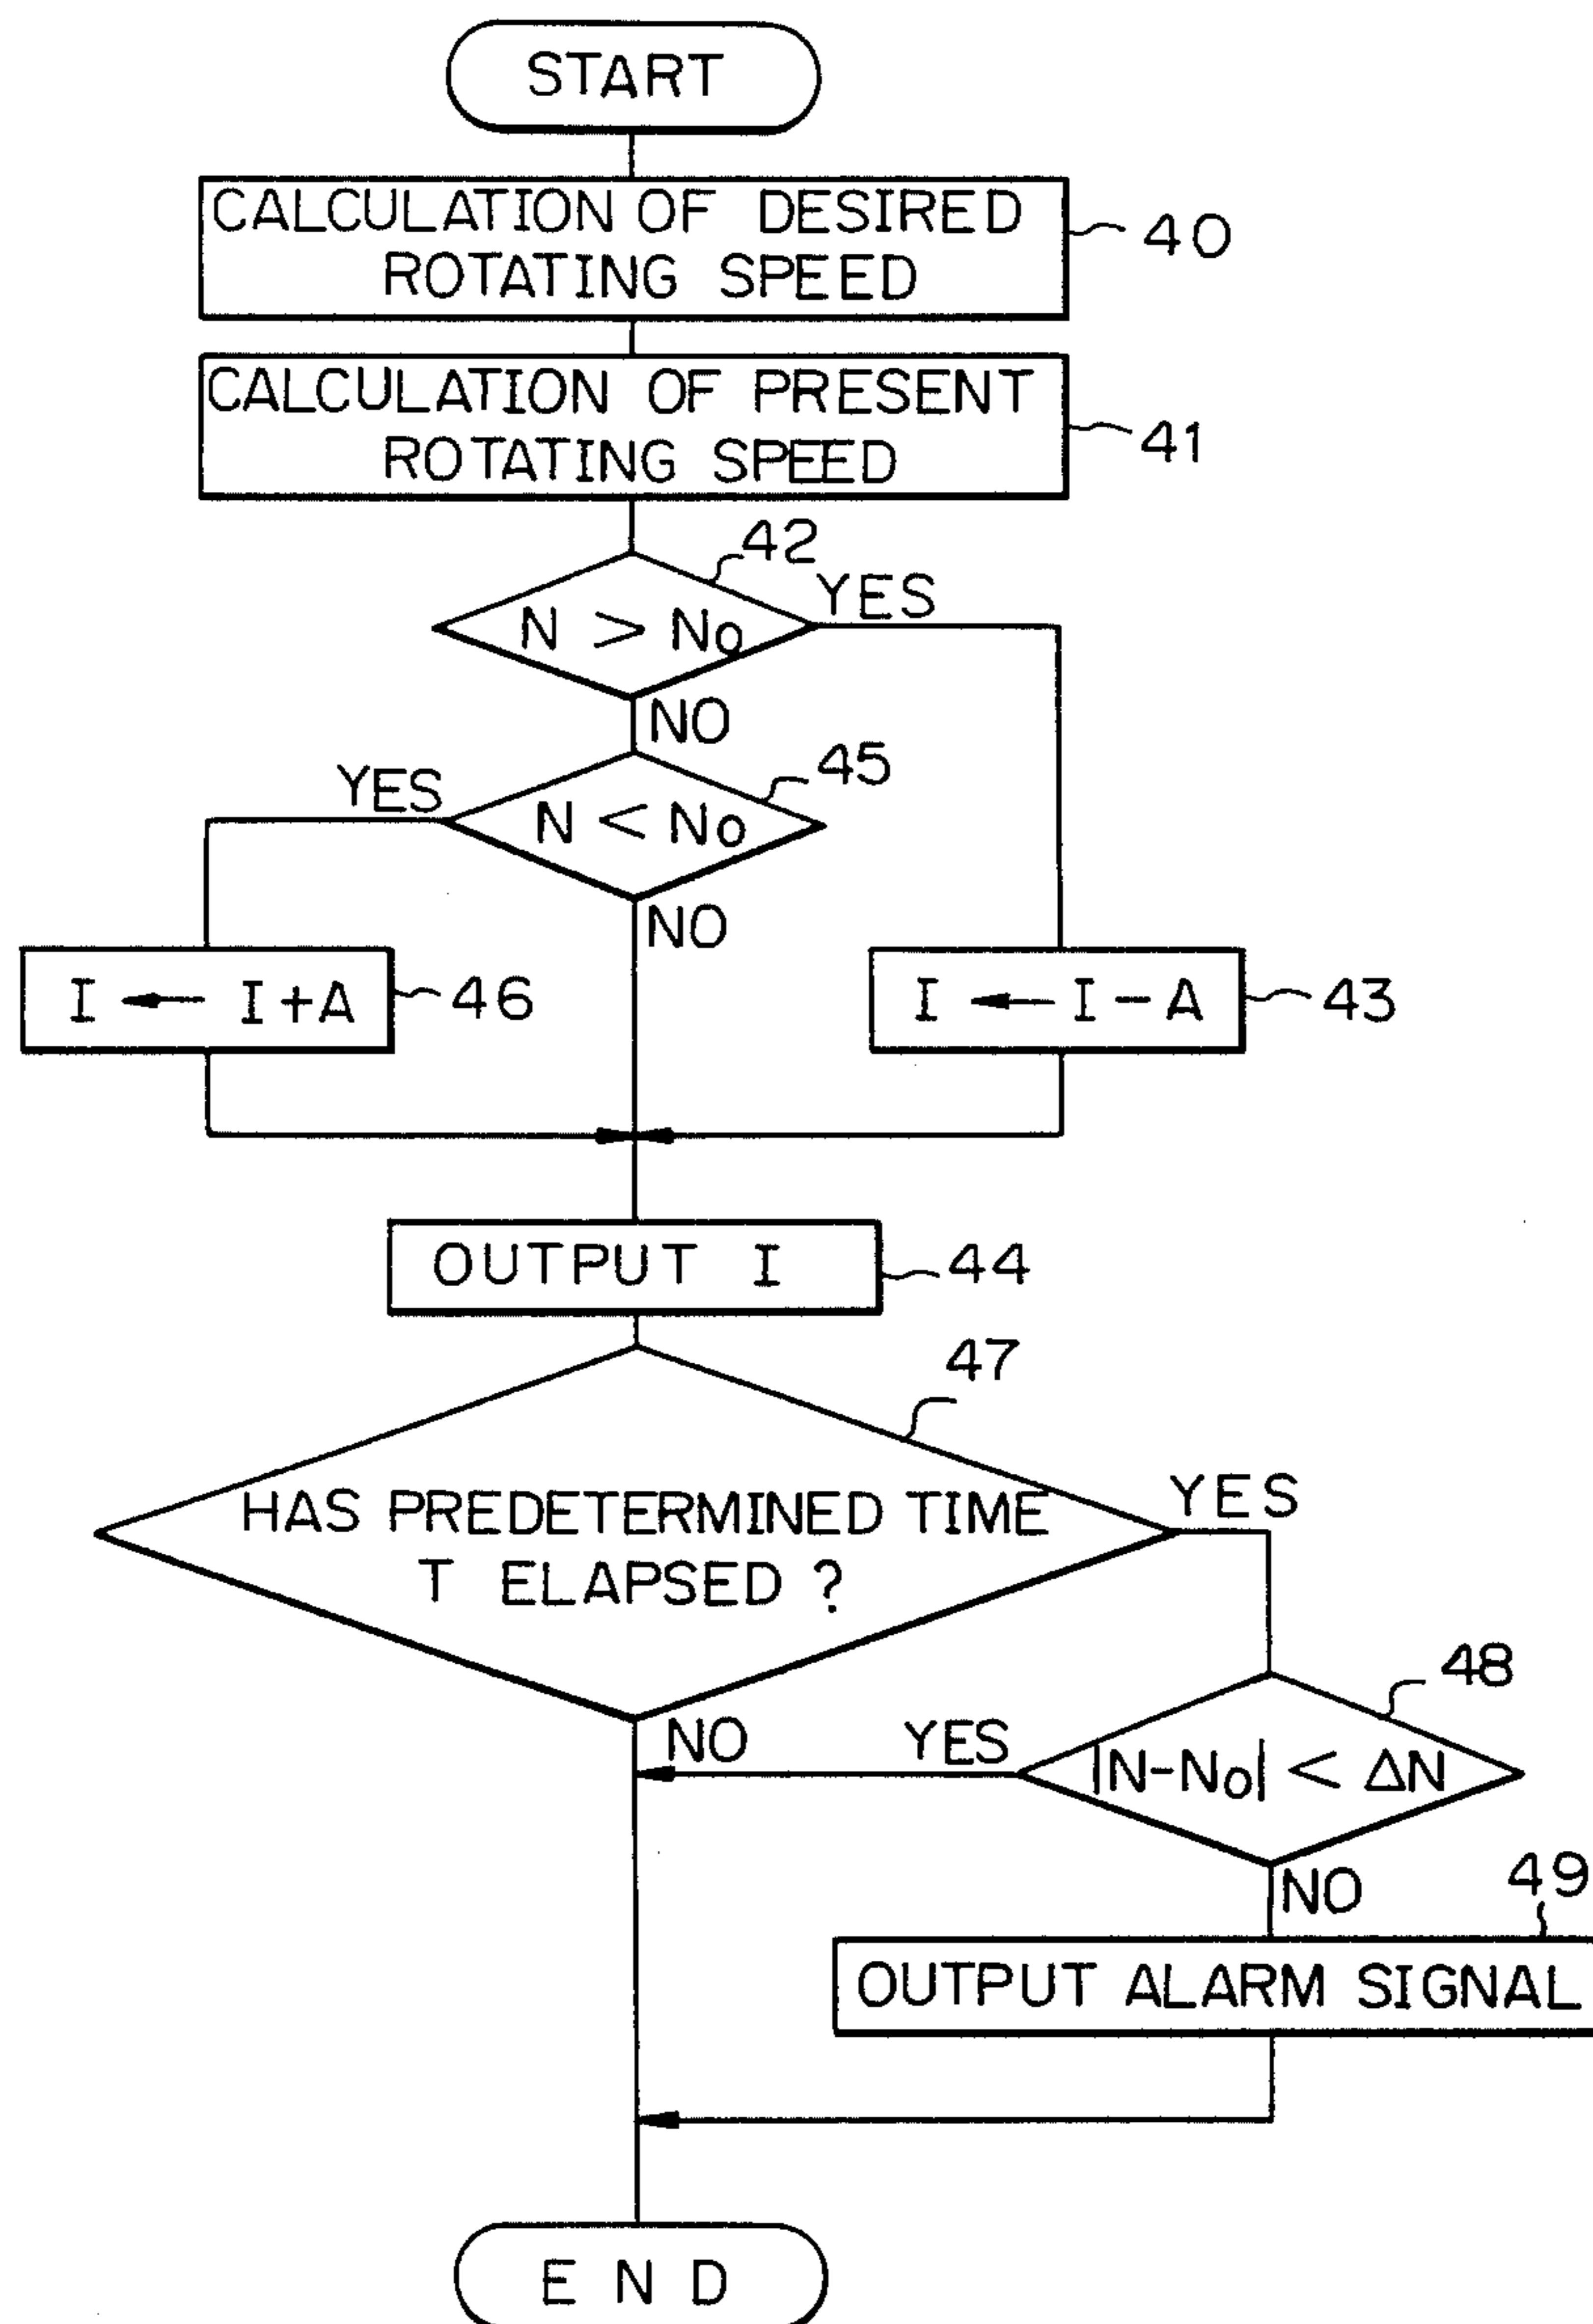 START
CALCULATION OF DESIRED
ROTATING SPEED
40
CALCULATION OF PRESENT
ROTATING SPEED
41
42
YES
N > No
NO
45
YES
N < No
NO
I ← I+A
46
I ← I-A
43
OUTPUT I
44
47
HAS PREDETERMINED TIME
T ELAPSED ?
YES
48
NO
YES
|N-No| < ΔN
49
NO
OUTPUT ALARM SIGNAL
END